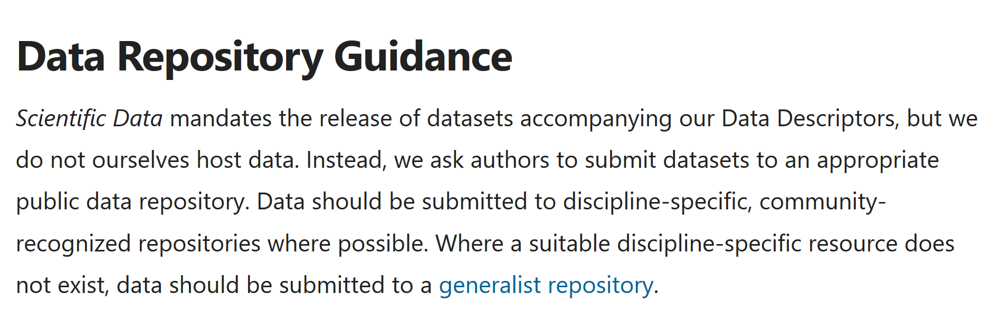 Data Repository Guidance
Scientific Data mandates the release of datasets accompanying our Data Descriptors, but we
do not ourselves host data. Instead, we ask authors to submit datasets to an appropriate
public data repository. Data should be submitted to discipline-specific, community-
recognized repositories where possible. Where a suitable discipline-specific resource does
not exist, data should be submitted to a generalist repository.